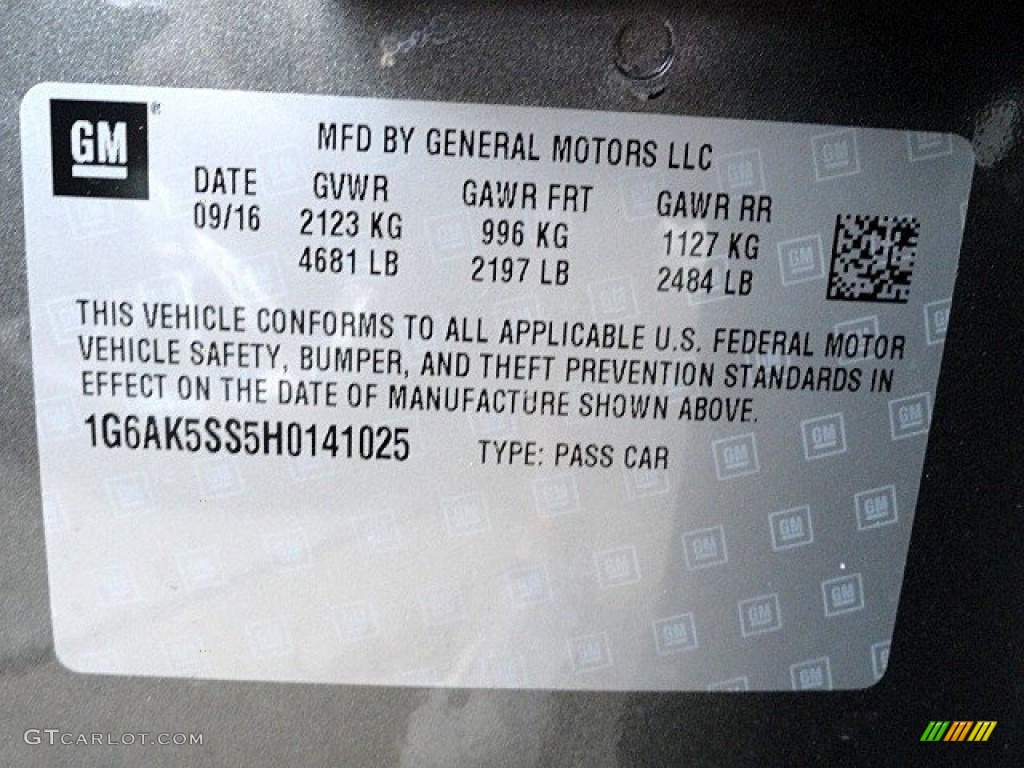 GM®
MFD BY GENERAL MOTORS LLC
DATE GVWR GAWR FRT GAWR RR
09/16 2123 KG 996 KG 1127 KG
4681 LB 2197 LB 2484 LB
THIS VEHICLE CONFORMS TO ALL APPLICABLE U.S. FEDERAL MOTOR
VEHICLE SAFETY, BUMPER, AND THEFT PREVENTION STANDARDS IN
EFFECT ON THE DATE OF MANUFACTURE SHOWN ABOVE.
1G6AK5SS5H0141025 TYPE: PASS CAR
GTCARLOT.COM